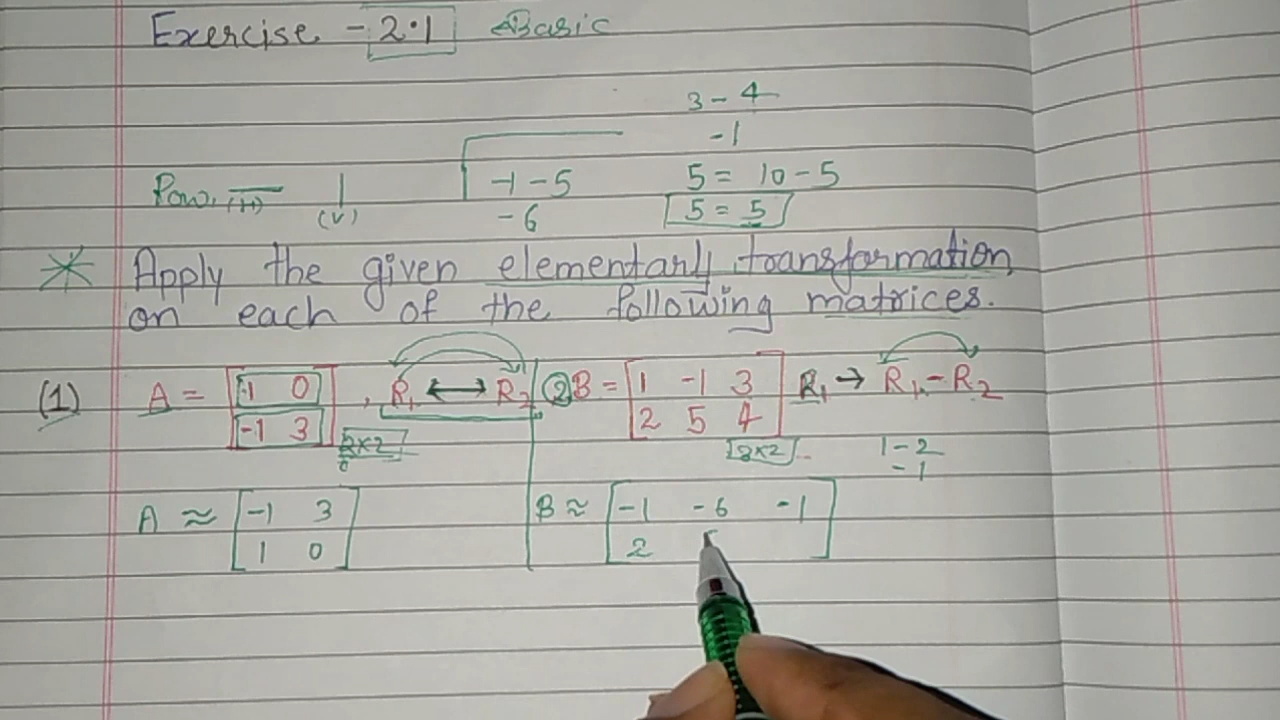 Exercise - 2.1 Basic
3 - 4
-1
Row. (H) (V) -1 -5 5 = 10 - 5
-6 5 = 5
* Apply the given elementary transformation
on each of the following matrices.
(1) A = [1 0 , R₁ ↔ R₂ ② B = [1 -1 3] R₁ → R₁ - R₂
-1 3] 2×2 2 5 4
3×2 1 - 2
-1
A ≈ [-1 3 B ≈ [-1 -6 -1]
1 0] 2